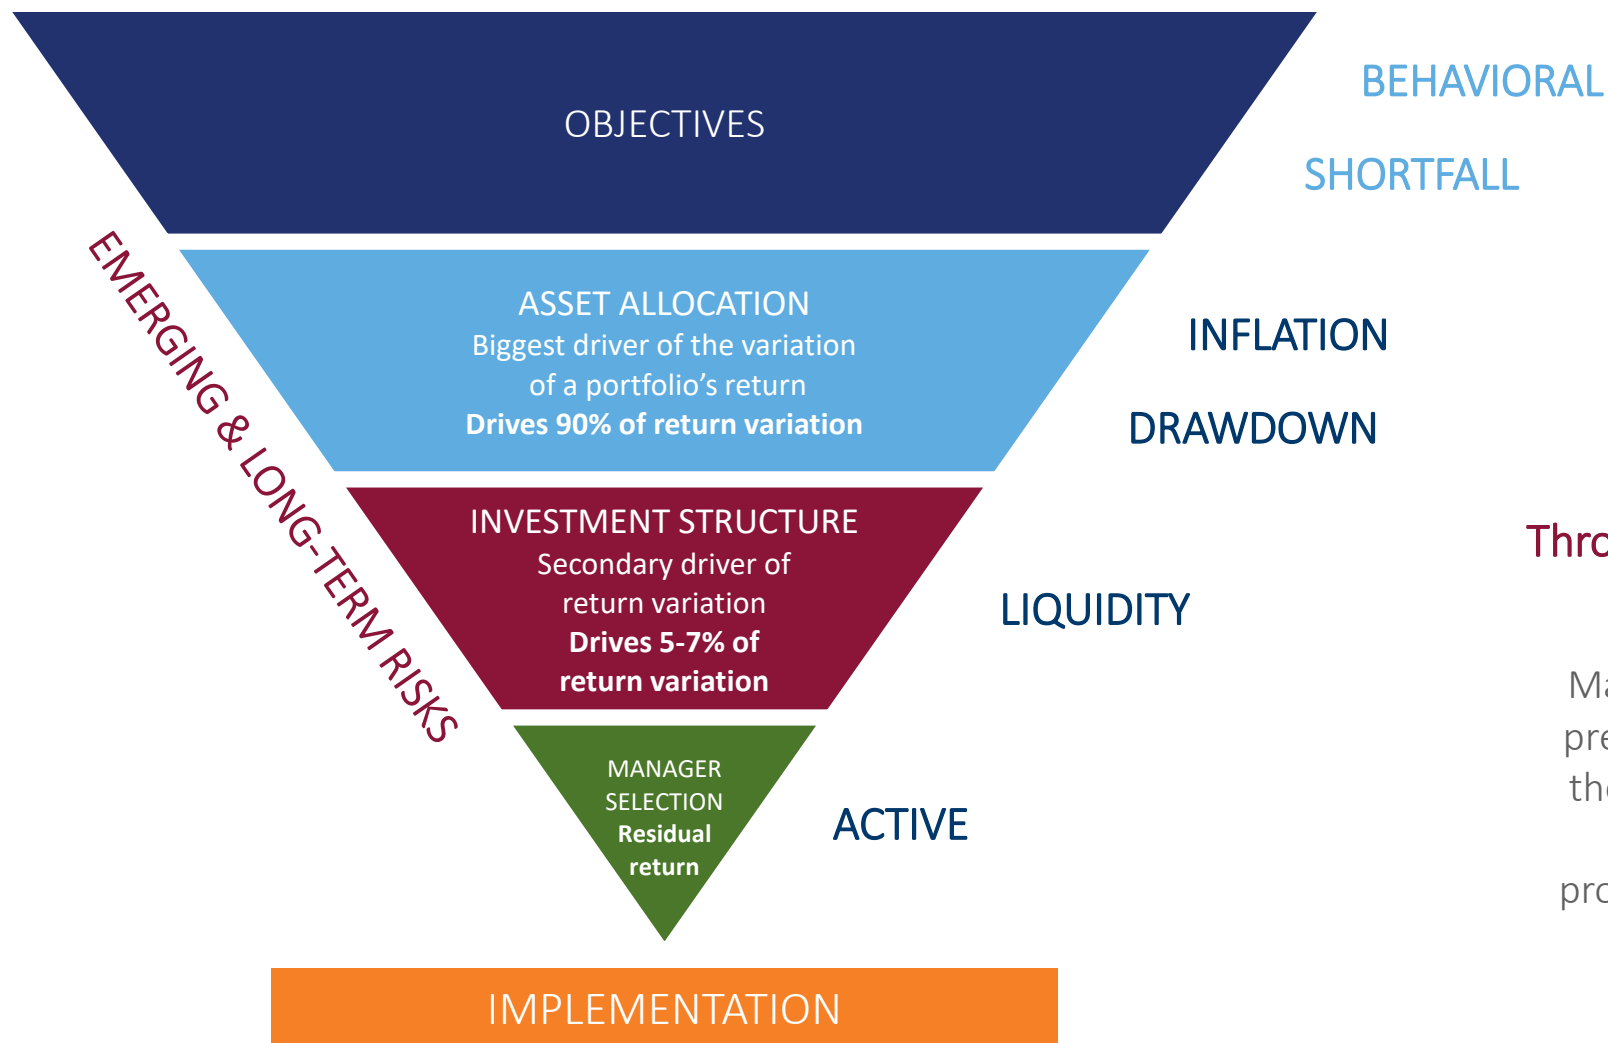 OBJECTIVES
BEHAVIORAL
SHORTFALL
EMERGING & LONG-TERM RISKS
ASSET ALLOCATION
Biggest driver of the variation
of a portfolio’s return
Drives 90% of return variation
INFLATION
DRAWDOWN
INVESTMENT STRUCTURE
Secondary driver of
return variation
Drives 5-7% of
return variation
LIQUIDITY
MANAGER
SELECTION
Residual
return
ACTIVE
IMPLEMENTATION